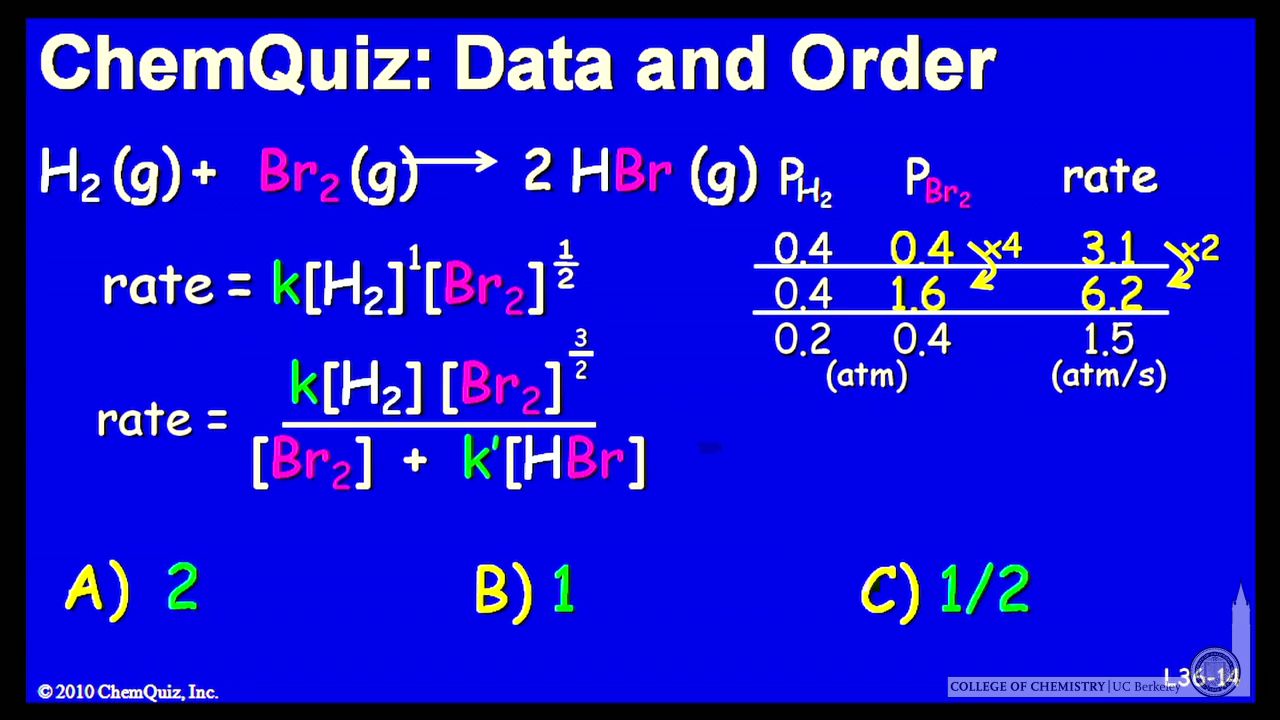 ChemQuiz: Data and Order
H₂ (g) + Br₂ (g) → 2 HBr (g)
P_H₂ P_Br₂ rate
0.4 0.4 x4 3.1 x2
0.4 1.6 6.2
0.2 0.4 1.5
(atm) (atm/s)
rate = k[H₂]¹[Br₂]^½
rate = k[H₂] [Br₂]^3/2
[Br₂] + k'[HBr]
A) 2 B) 1 C) 1/2
© 2010 ChemQuiz, Inc.
L36-14
COLLEGE OF CHEMISTRY | UC Berkeley